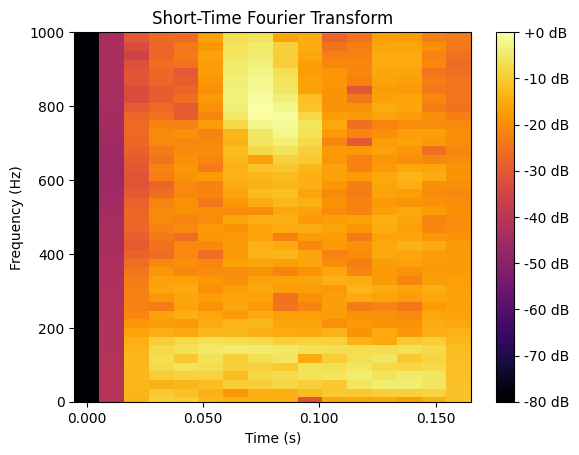 Short-Time Fourier Transform
Frequency (Hz)
1000
800
600
400
200
0
0.000
0.050
0.100
0.150
Time (s)
+0 dB
-10 dB
-20 dB
-30 dB
-40 dB
-50 dB
-60 dB
-70 dB
-80 dB